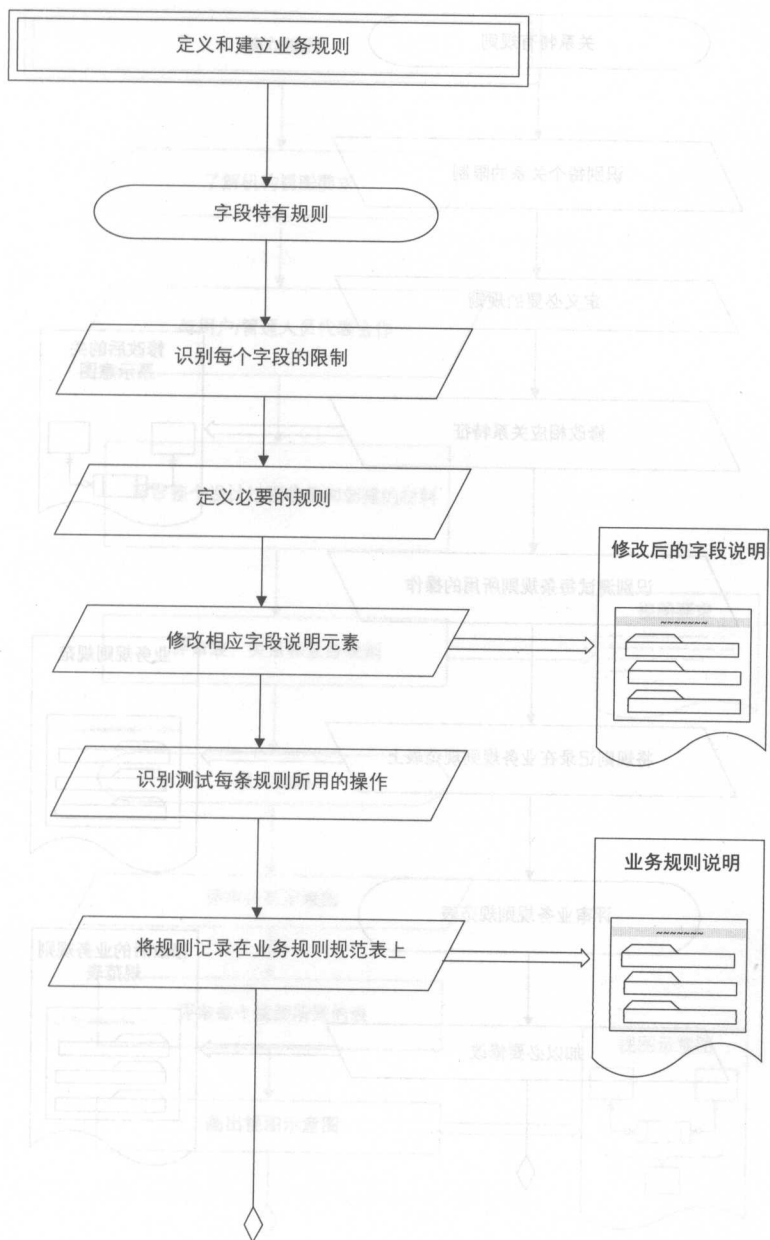 定义和建立业务规则
字段特有规则
识别每个字段的限制
定义必要的规则
修改后的字段说明
修改相应字段说明元素
识别测试每条规则所用的操作
业务规则说明
将规则记录在业务规则规范表上